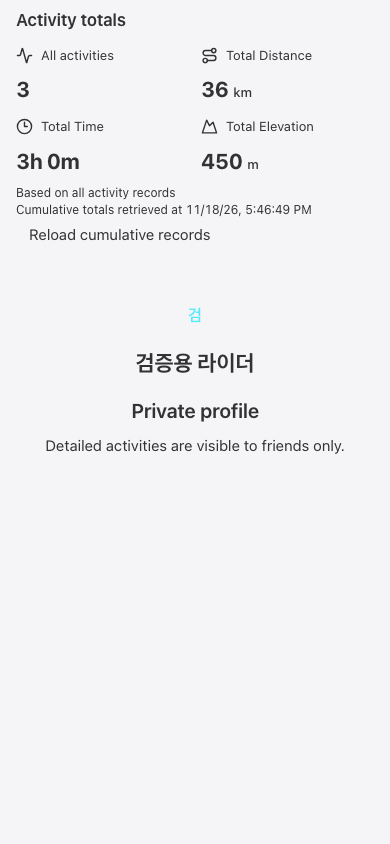 Activity totals
All activities
Total Distance
3
36 km
Total Time
Total Elevation
3h 0m
450 m
Based on all activity records
Cumulative totals retrieved at 11/18/26, 5:46:49 PM
Reload cumulative records
검
검증용 라이더
Private profile
Detailed activities are visible to friends only.